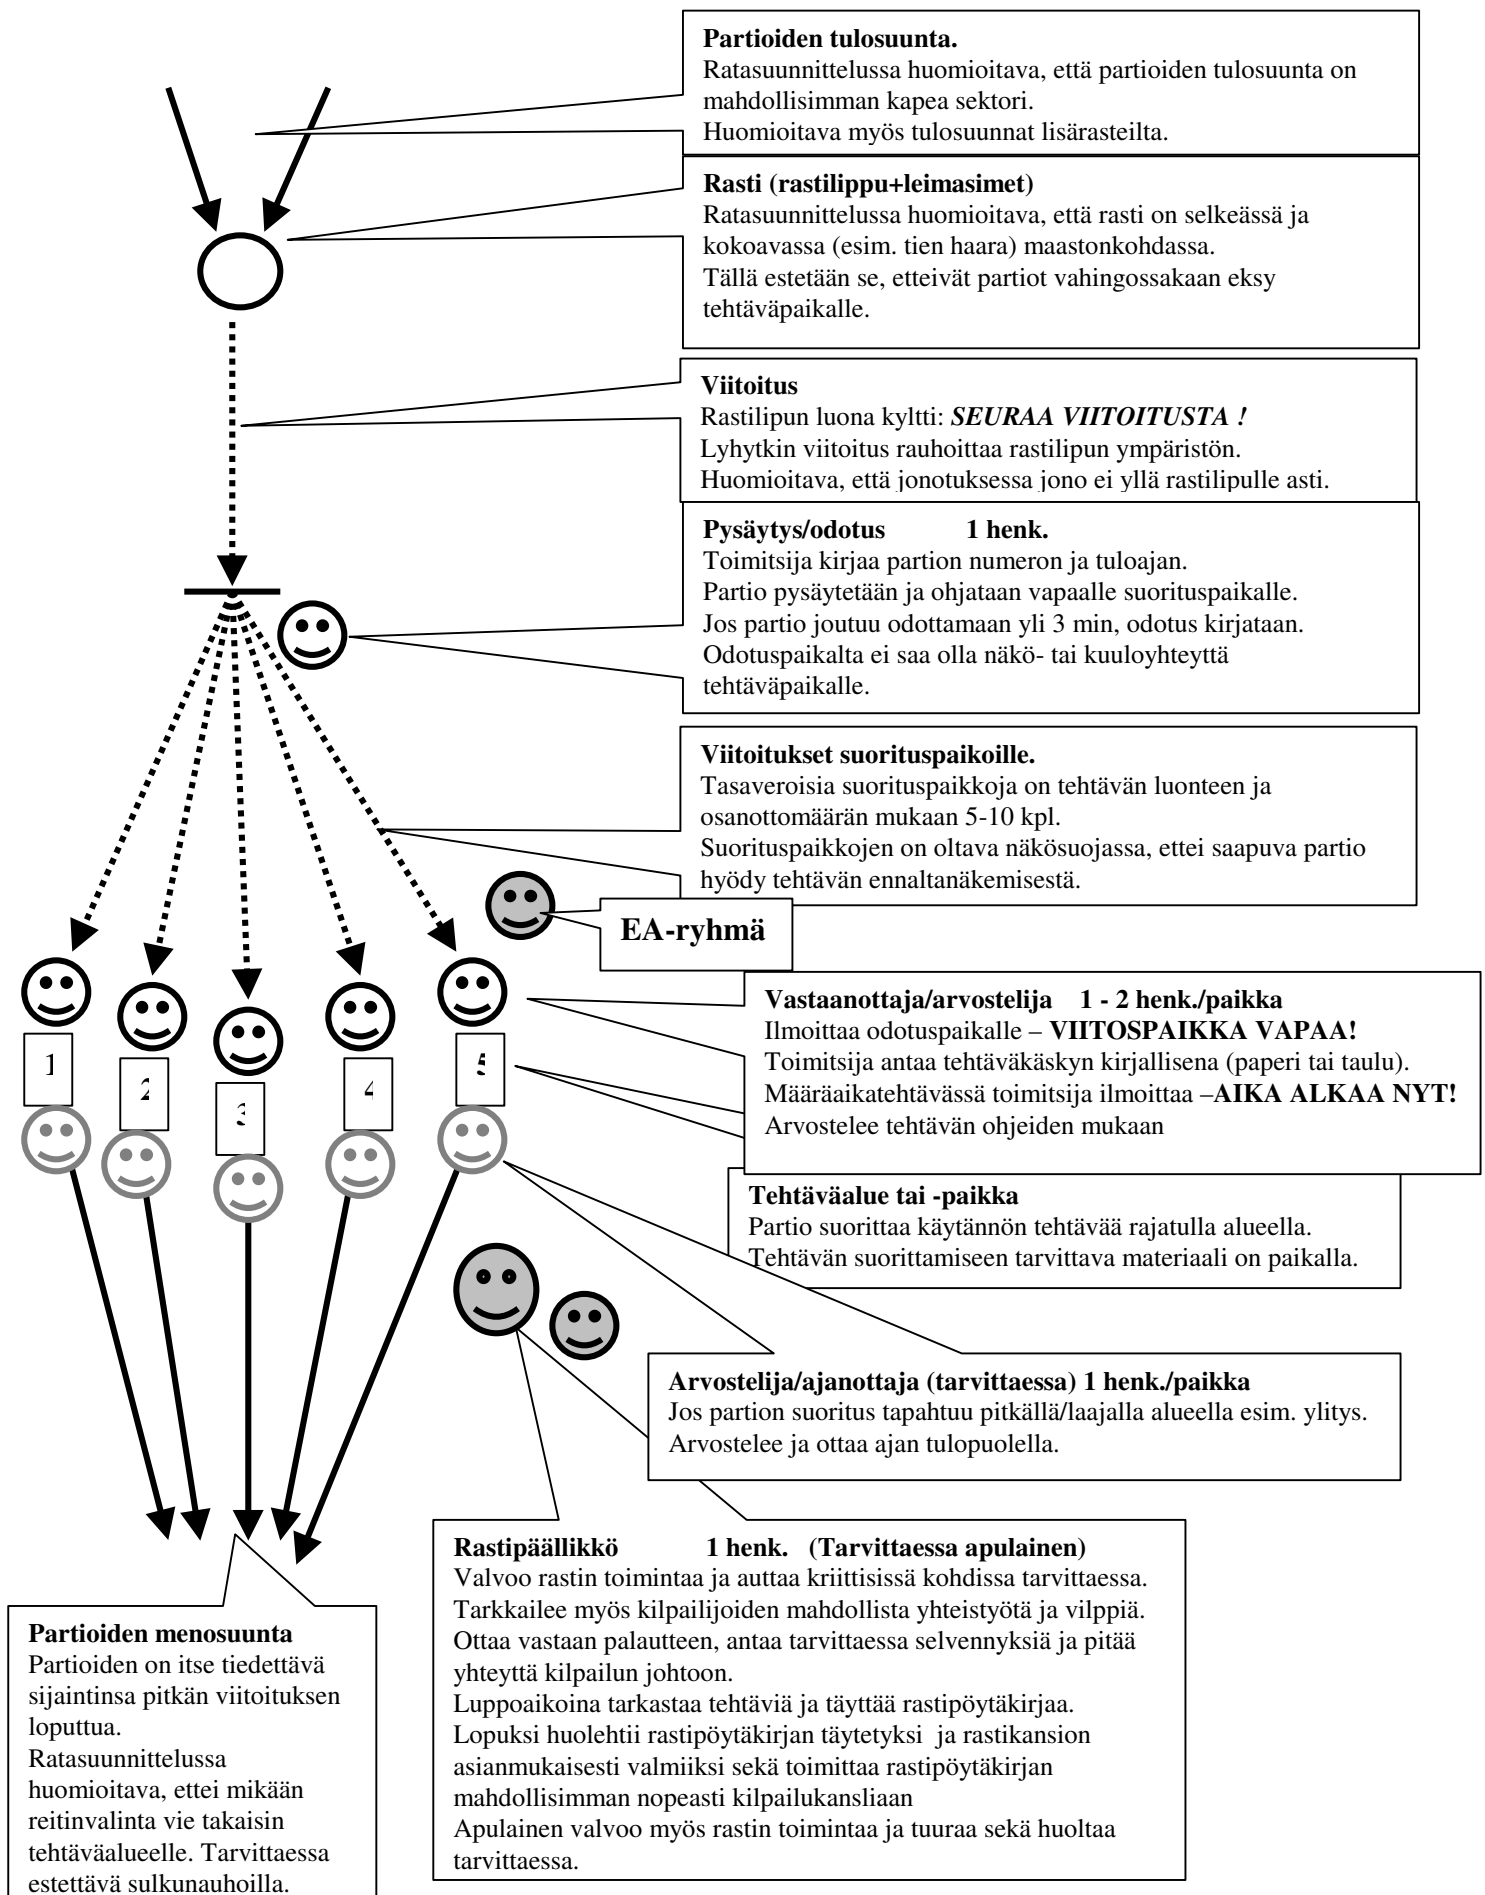 Partioiden tulosuunta.
Ratasuunnittelussa huomioitava, että partioiden tulosuunta on
mahdollisimman kapea sektori.
Huomioitava myös tulosuunnat lisärasteilta.
Rasti (rastilippu+leimasimet)
Ratasuunnittelussa huomioitava, että rasti on selkeässä ja
kokoavassa (esim. tien haara) maastonkohdassa.
Tällä estetään se, etteivät partiot vahingossakaan eksy
tehtäväpaikalle.
Viitoitus
Rastilipun luona kyltti: SEURAA VIITOITUSTA !
Lyhytkin viitoitus rauhoittaa rastilipun ympäristön.
Huomioitava, että jonotuksessa jono ei yllä rastilipulle asti.
Pysäytys/odotus 1 henk.
Toimitsija kirjaa partion numeron ja tuloajan.
Partio pysäytetään ja ohjataan vapaalle suorituspaikalle.
Jos partio joutuu odottamaan yli 3 min, odotus kirjataan.
Odotuspaikalta ei saa olla näkö- tai kuuloyhteyttä
tehtäväpaikalle.
Viitoitukset suorituspaikoille.
Tasaveroisia suorituspaikkoja on tehtävän luonteen ja
osanottomäärän mukaan 5-10 kpl.
Suorituspaikkojen on oltava näkösuojassa, ettei saapuva partio
hyödy tehtävän ennaltanäkemisestä.
EA-ryhmä
Vastaanottaja/arvostelija 1 - 2 henk./paikka
Ilmoittaa odotuspaikalle – VIITOSPAIKKA VAPAA!
Toimitsija antaa tehtäväkäskyn kirjallisena (paperi tai taulu).
Määräaikatehtävässä toimitsija ilmoittaa –AIKA ALKAA NYT!
Arvostelee tehtävän ohjeiden mukaan
1
2
3
4
5
Tehtäväalue tai -paikka
Partio suorittaa käytännön tehtävää rajatulla alueella.
Tehtävän suorittamiseen tarvittava materiaali on paikalla.
Arvostelija/ajanottaja (tarvittaessa) 1 henk./paikka
Jos partion suoritus tapahtuu pitkällä/laajalla alueella esim. ylitys.
Arvostelee ja ottaa ajan tulopuolella.
Rastipäällikkö 1 henk. (Tarvittaessa apulainen)
Valvoo rastin toimintaa ja auttaa kriittisissä kohdissa tarvittaessa.
Tarkkailee myös kilpailijoiden mahdollista yhteistyötä ja vilppiä.
Ottaa vastaan palautteen, antaa tarvittaessa selvennyksiä ja pitää
yhteyttä kilpailun johtoon.
Luppoaikoina tarkastaa tehtäviä ja täyttää rastipöytäkirjaa.
Lopuksi huolehtii rastipöytäkirjan täytetyksi ja rastikansion
asianmukaisesti valmiiksi sekä toimittaa rastipöytäkirjan
mahdollisimman nopeasti kilpailukansliaan
Apulainen valvoo myös rastin toimintaa ja tuuraa sekä huoltaa
tarvittaessa.
Partioiden menosuunta
Partioiden on itse tiedettävä
sijaintinsa pitkän viitoituksen
loputtua.
Ratasuunnittelussa
huomioitava, ettei mikään
reitinvalinta vie takaisin
tehtäväalueelle. Tarvittaessa
estettävä sulkunauhoilla.